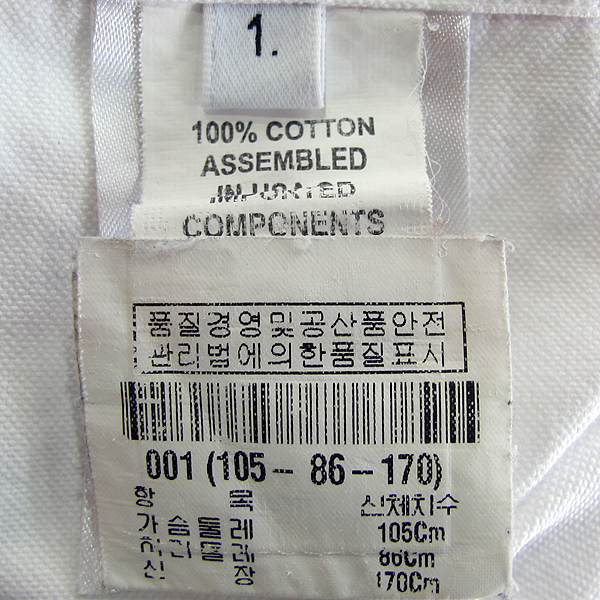 1.
100% COTTON
ASSEMBLED
COMPONENTS
품질경영및공산품안전
관리법에의한품질표시
001 (105 - 86 - 170)
항 목 신체치수
가 슴 둘 레 105Cm
허 리 둘 레 86Cm
신 장 170Cm